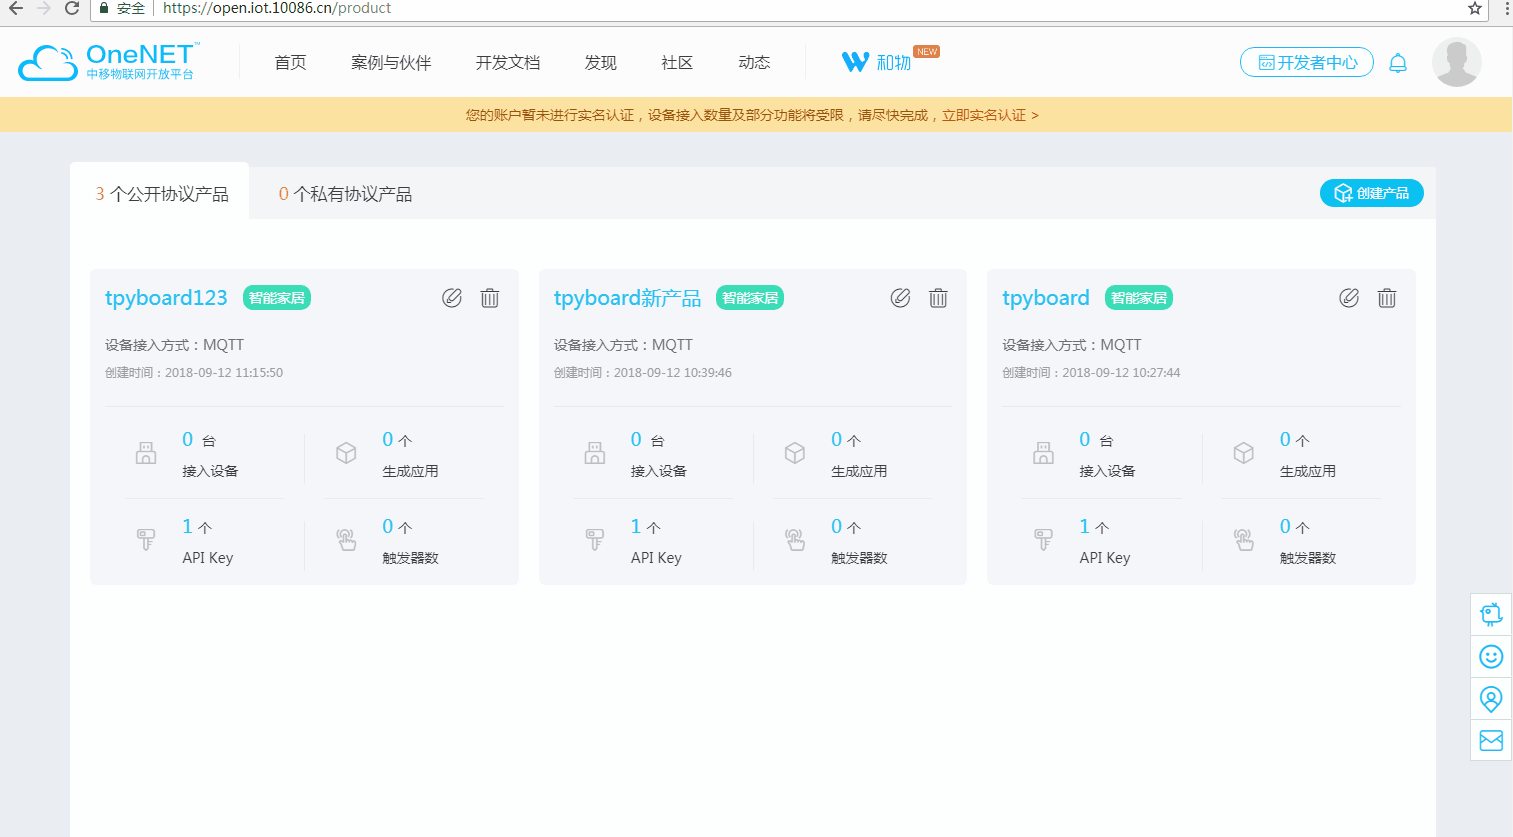 安全 https://open.iot.10086.cn/product
OneNET™
中移物联网开放平台
首页 案例与伙伴 开发文档 发现 社区 动态 和物 NEW 开发者中心
您的账户暂未进行实名认证，设备接入数量及部分功能将受限，请尽快完成，立即实名认证 >
3 个公开协议产品 0 个私有协议产品 创建产品
tpyboard123 智能家居
设备接入方式：MQTT
创建时间：2018-09-12 11:15:50
0 台
接入设备
0 个
生成应用
1 个
API Key
0 个
触发器数
tpyboard新产品 智能家居
设备接入方式：MQTT
创建时间：2018-09-12 10:39:46
0 台
接入设备
0 个
生成应用
1 个
API Key
0 个
触发器数
tpyboard 智能家居
设备接入方式：MQTT
创建时间：2018-09-12 10:27:44
0 台
接入设备
0 个
生成应用
1 个
API Key
0 个
触发器数